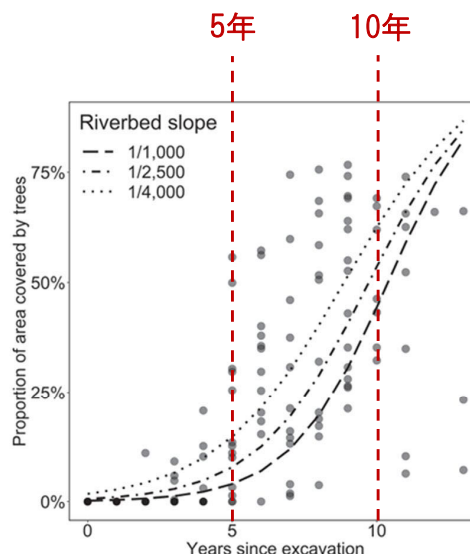 5年
10年
Riverbed slope
1/1,000
1/2,500
1/4,000
75%
50%
25%
0%
Proportion of area covered by trees
0
5
10
Years since excavation